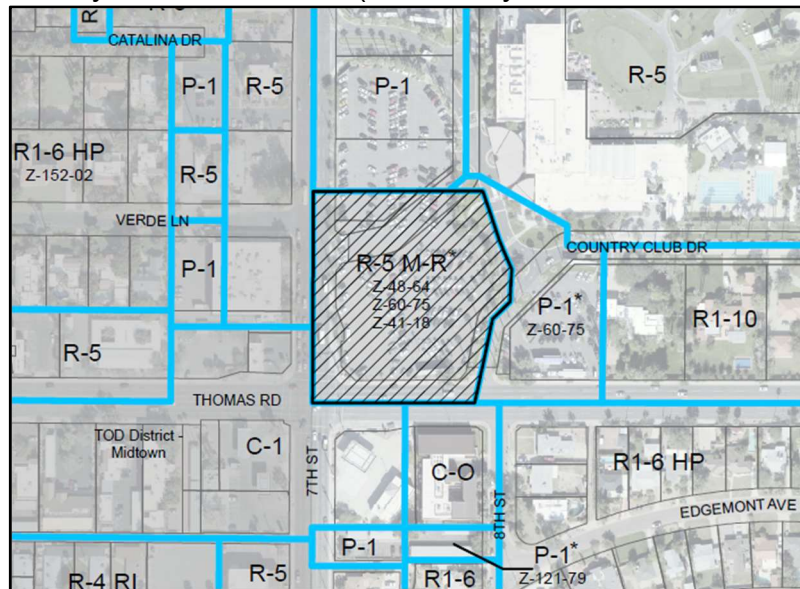 CATALINA DR
P-1
R-5
P-1
R-5
R1-6 HP
Z-152-02
R-5
VERDE LN
P-1
R-5 M-R*
Z-48-64
Z-60-75
Z-41-18
COUNTRY CLUB DR
P-1*
Z-60-75
R1-10
R-5
THOMAS RD
TOD District -
Midtown
C-1
7TH ST
C-O
8TH ST
R1-6 HP
EDGEMONT AVE
P-1
P-1*
Z-121-79
R-4 RI
R-5
R1-6